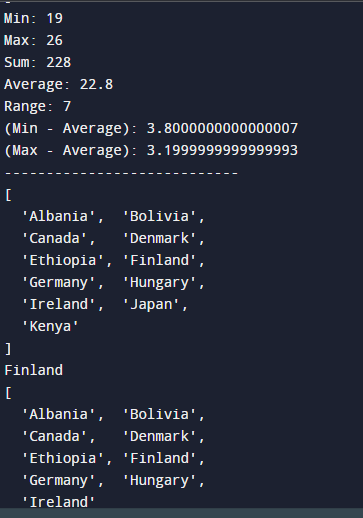 Min: 19
Max: 26
Sum: 228
Average: 22.8
Range: 7
(Min - Average): 3.8000000000000007
(Max - Average): 3.1999999999999993
----------------------------
[
  'Albania',  'Bolivia',
  'Canada',   'Denmark',
  'Ethiopia', 'Finland',
  'Germany',  'Hungary',
  'Ireland',  'Japan',
  'Kenya'
]
Finland
[
  'Albania',  'Bolivia',
  'Canada',   'Denmark',
  'Ethiopia', 'Finland',
  'Germany',  'Hungary',
  'Ireland'